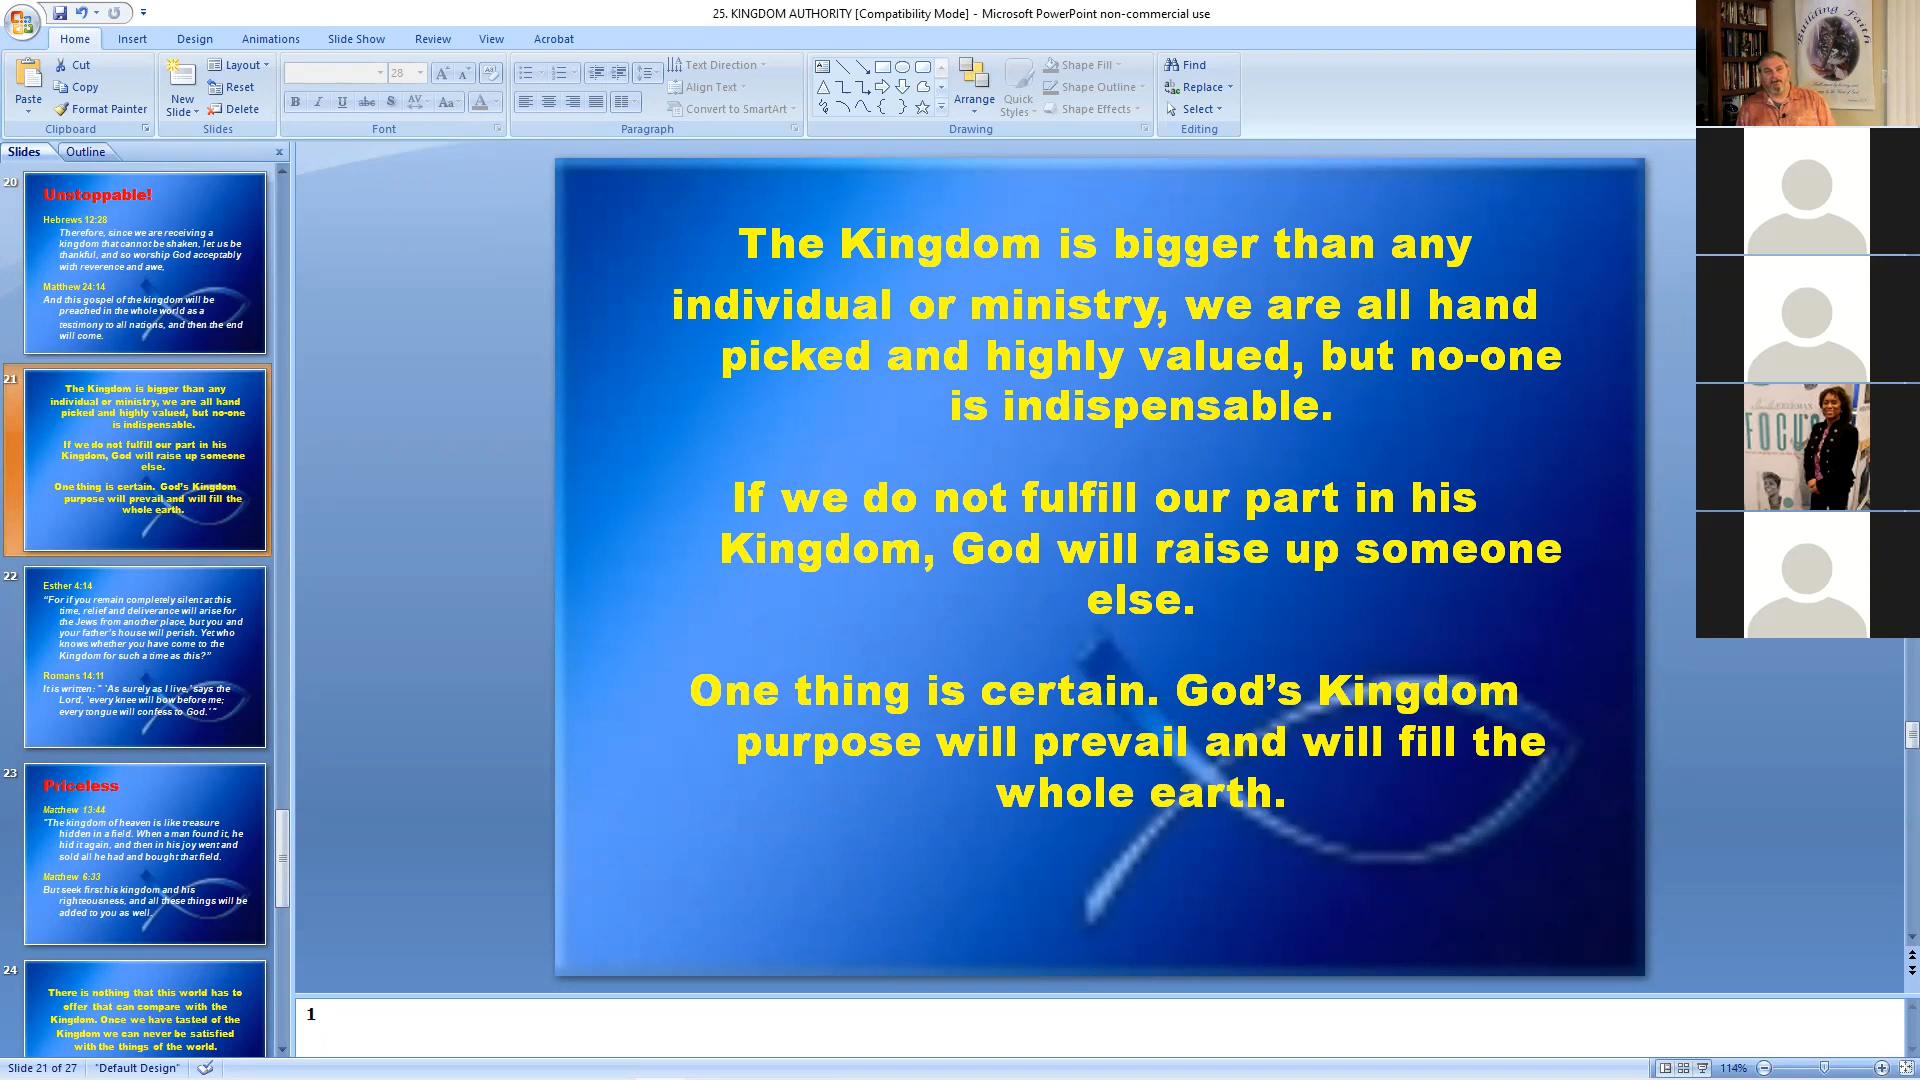 25. KINGDOM AUTHORITY [Compatibility Mode] - Microsoft PowerPoint non-commercial use
Home Insert Design Animations Slide Show Review View Acrobat
Paste
Cut
Copy
Format Painter
Clipboard
New
Slide
Layout
Reset
Delete
Slides
28
B I U abc S AV Aa A
Font
Text Direction
Align Text
Convert to SmartArt
Paragraph
Arrange
Quick
Styles
Shape Fill
Shape Outline
Shape Effects
Drawing
Find
Replace
Select
Editing
Slides Outline
20
Unstoppable!
Hebrews 12:28
Therefore, since we are receiving a
kingdom that cannot be shaken, let us be
thankful, and so worship God acceptably
with reverence and awe,
Matthew 24:14
And this gospel of the kingdom will be
preached in the whole world as a
testimony to all nations, and then the end
will come.
21
The Kingdom is bigger than any
individual or ministry, we are all hand
picked and highly valued, but no-one
is indispensable.
If we do not fulfill our part in his
Kingdom, God will raise up someone
else.
One thing is certain. God's Kingdom
purpose will prevail and will fill the
whole earth.
22
Esther 4:14
“For if you remain completely silent at this
time, relief and deliverance will arise for
the Jews from another place, but you and
your father's house will perish. Yet who
knows whether you have come to the
Kingdom for such a time as this?”
Romans 14:11
It is written: " 'As surely as I live,' says the
Lord, 'every knee will bow before me;
every tongue will confess to God.' "
23
Priceless
Matthew 13:44
"The kingdom of heaven is like treasure
hidden in a field. When a man found it, he
hid it again, and then in his joy went and
sold all he had and bought that field.
Matthew 6:33
But seek first his kingdom and his
righteousness, and all these things will be
added to you as well.
24
There is nothing that this world has to
offer that can compare with the
Kingdom. Once we have tasted of the
Kingdom we can never be satisfied
with the things of the world.
The Kingdom is bigger than any
individual or ministry, we are all hand
picked and highly valued, but no-one
is indispensable.
If we do not fulfill our part in his
Kingdom, God will raise up someone
else.
One thing is certain. God’s Kingdom
purpose will prevail and will fill the
whole earth.
1
Building Faith
FOCUS
Slide 21 of 27 "Default Design"
114%